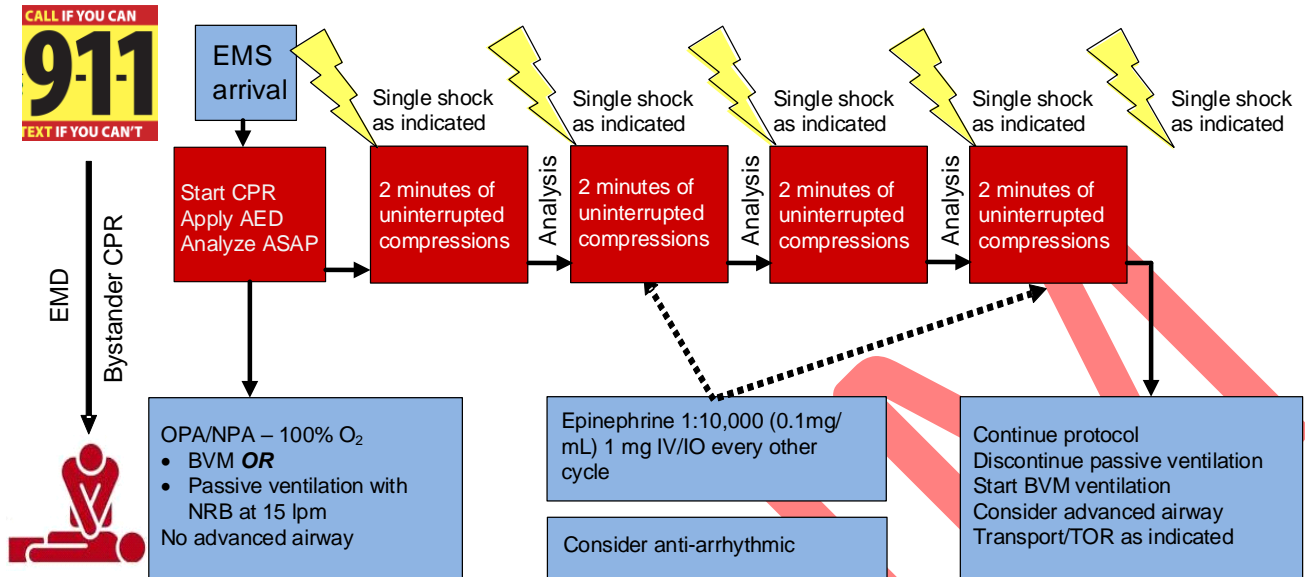 CALL IF YOU CAN
9-1-1
TEXT IF YOU CAN'T
EMD
Bystander CPR
EMS
arrival
Single shock
as indicated
Single shock
as indicated
Single shock
as indicated
Single shock
as indicated
Single shock
as indicated
Start CPR
Apply AED
Analyze ASAP
2 minutes of
uninterrupted
compressions
Analysis
2 minutes of
uninterrupted
compressions
Analysis
2 minutes of
uninterrupted
compressions
Analysis
2 minutes of
uninterrupted
compressions
OPA/NPA – 100% O₂
• BVM OR
• Passive ventilation with
NRB at 15 lpm
No advanced airway
Epinephrine 1:10,000 (0.1mg/
mL) 1 mg IV/IO every other
cycle
Consider anti-arrhythmic
Continue protocol
Discontinue passive ventilation
Start BVM ventilation
Consider advanced airway
Transport/TOR as indicated